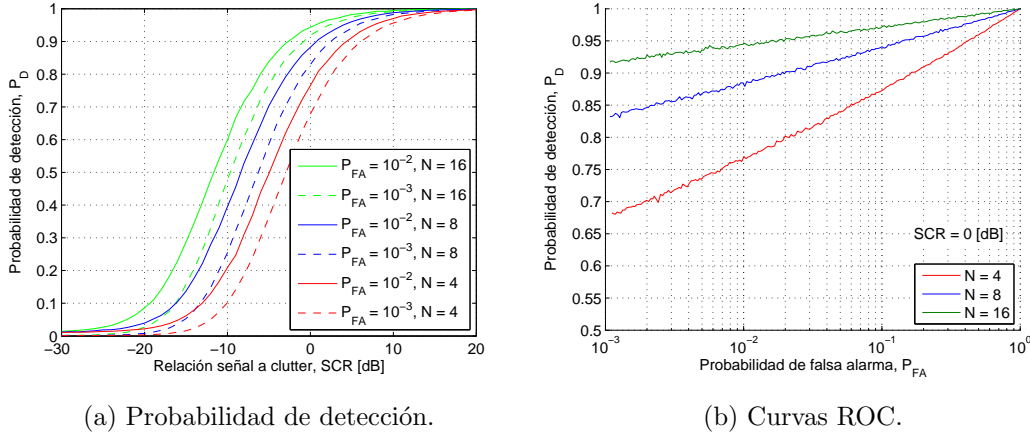 1
0.9
0.8
0.7
0.6
0.5
0.4
0.3
0.2
0.1
0
Probabilidad de detección, P_D
−30
−20
−10
0
10
20
Relación señal a clutter, SCR [dB]
P_FA = 10^−2, N = 16
P_FA = 10^−3, N = 16
P_FA = 10^−2, N = 8
P_FA = 10^−3, N = 8
P_FA = 10^−2, N = 4
P_FA = 10^−3, N = 4
(a) Probabilidad de detección.
1
0.95
0.9
0.85
0.8
0.75
0.7
0.65
0.6
0.55
0.5
Probabilidad de detección, P_D
10^−3
10^−2
10^−1
10^0
Probabilidad de falsa alarma, P_FA
SCR = 0 [dB]
N = 4
N = 8
N = 16
(b) Curvas ROC.